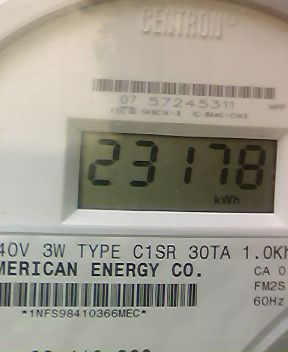 CENTRON
07 57245311
23178
kWh
40V 3W TYPE C1SR 30TA 1.0Kh
MERICAN ENERGY CO.
CA 0
FM2S
60Hz
*1NFS98410366MEC*